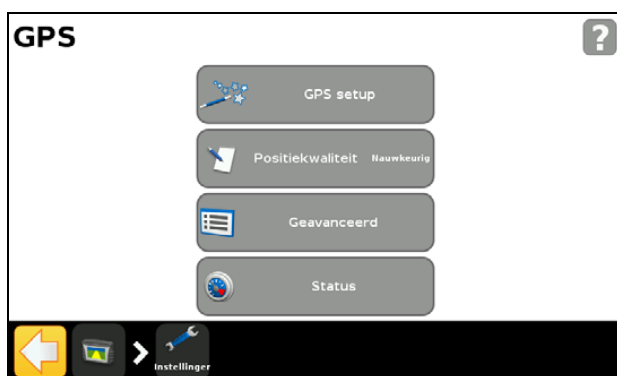 GPS
?
GPS setup
Positiekwaliteit Nauwkeurig
Geavanceerd
Status
Instellinger